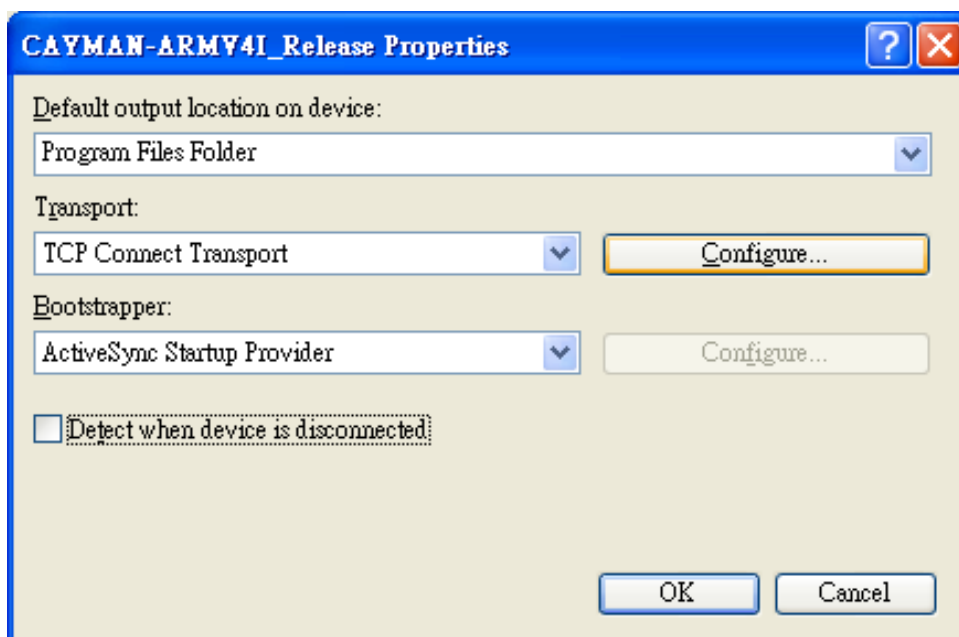 CAYMAN-ARMV4I_Release Properties
Default output location on device:
Program Files Folder
Transport:
TCP Connect Transport
Configure...
Bootstrapper:
ActiveSync Startup Provider
Configure...
Detect when device is disconnected
OK
Cancel